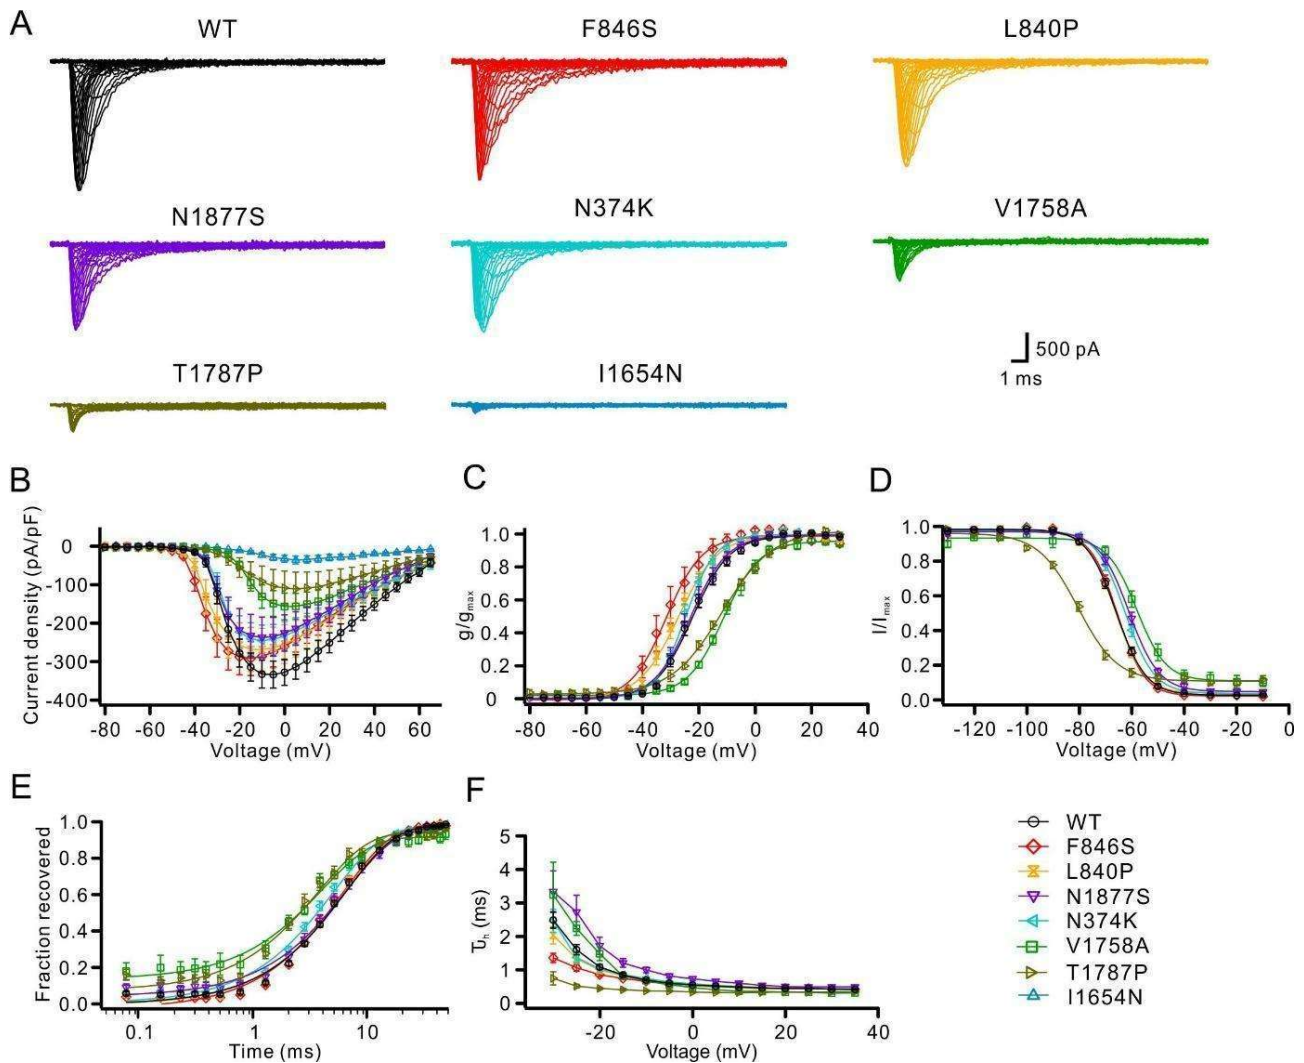 A
WT
F846S
L840P
N1877S
N374K
V1758A
T1787P
I1654N
500 pA
1 ms
B
Current density (pA/pF)
0
-100
-200
-300
-400
-80 -60 -40 -20 0 20 40 60
Voltage (mV)
C
g/gmax
1.0
0.8
0.6
0.4
0.2
0
-80 -60 -40 -20 0 20 40
Voltage (mV)
D
I/Imax
1.0
0.8
0.6
0.4
0.2
0.0
-120 -100 -80 -60 -40 -20 0
Voltage (mV)
E
Fraction recovered
1.0
0.8
0.6
0.4
0.2
0.0
0.1 1 10
Time (ms)
F
τh (ms)
5
4
3
2
1
0
-20 0 20 40
Voltage (mV)
WT
F846S
L840P
N1877S
N374K
V1758A
T1787P
I1654N